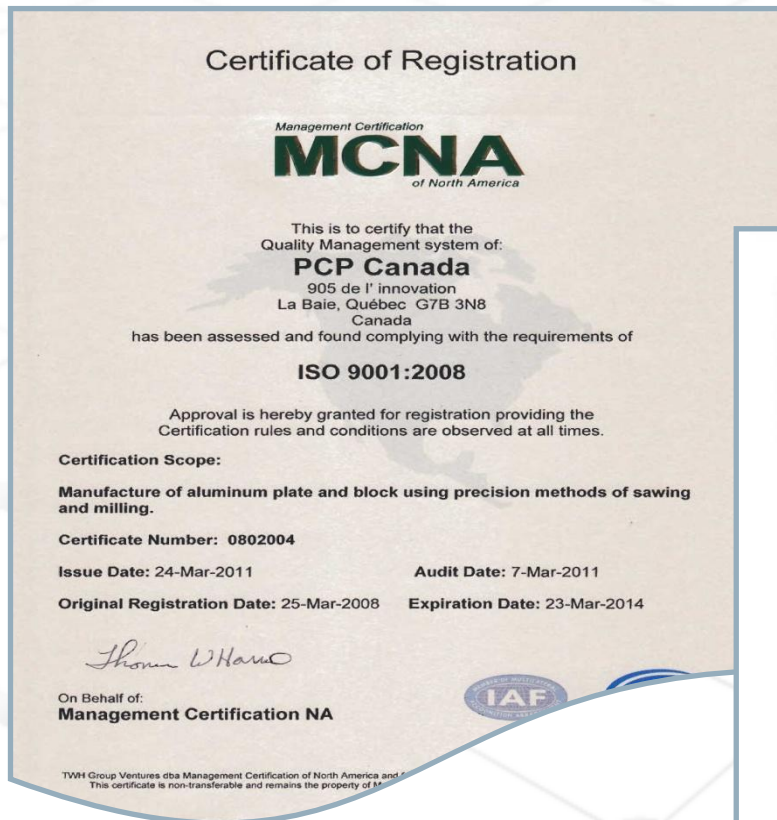 Certificate of Registration
Management Certification
MCNA
of North America
This is to certify that the
Quality Management system of:
PCP Canada
905 de l' innovation
La Baie, Québec G7B 3N8
Canada
has been assessed and found complying with the requirements of
ISO 9001:2008
Approval is hereby granted for registration providing the
Certification rules and conditions are observed at all times.
Certification Scope:
Manufacture of aluminum plate and block using precision methods of sawing
and milling.
Certificate Number: 0802004
Issue Date: 24-Mar-2011 Audit Date: 7-Mar-2011
Original Registration Date: 25-Mar-2008 Expiration Date: 23-Mar-2014
On Behalf of:
Management Certification NA
IAF
TWH Group Ventures dba Management Certification of North America and
This certificate is non-transferable and remains the property of